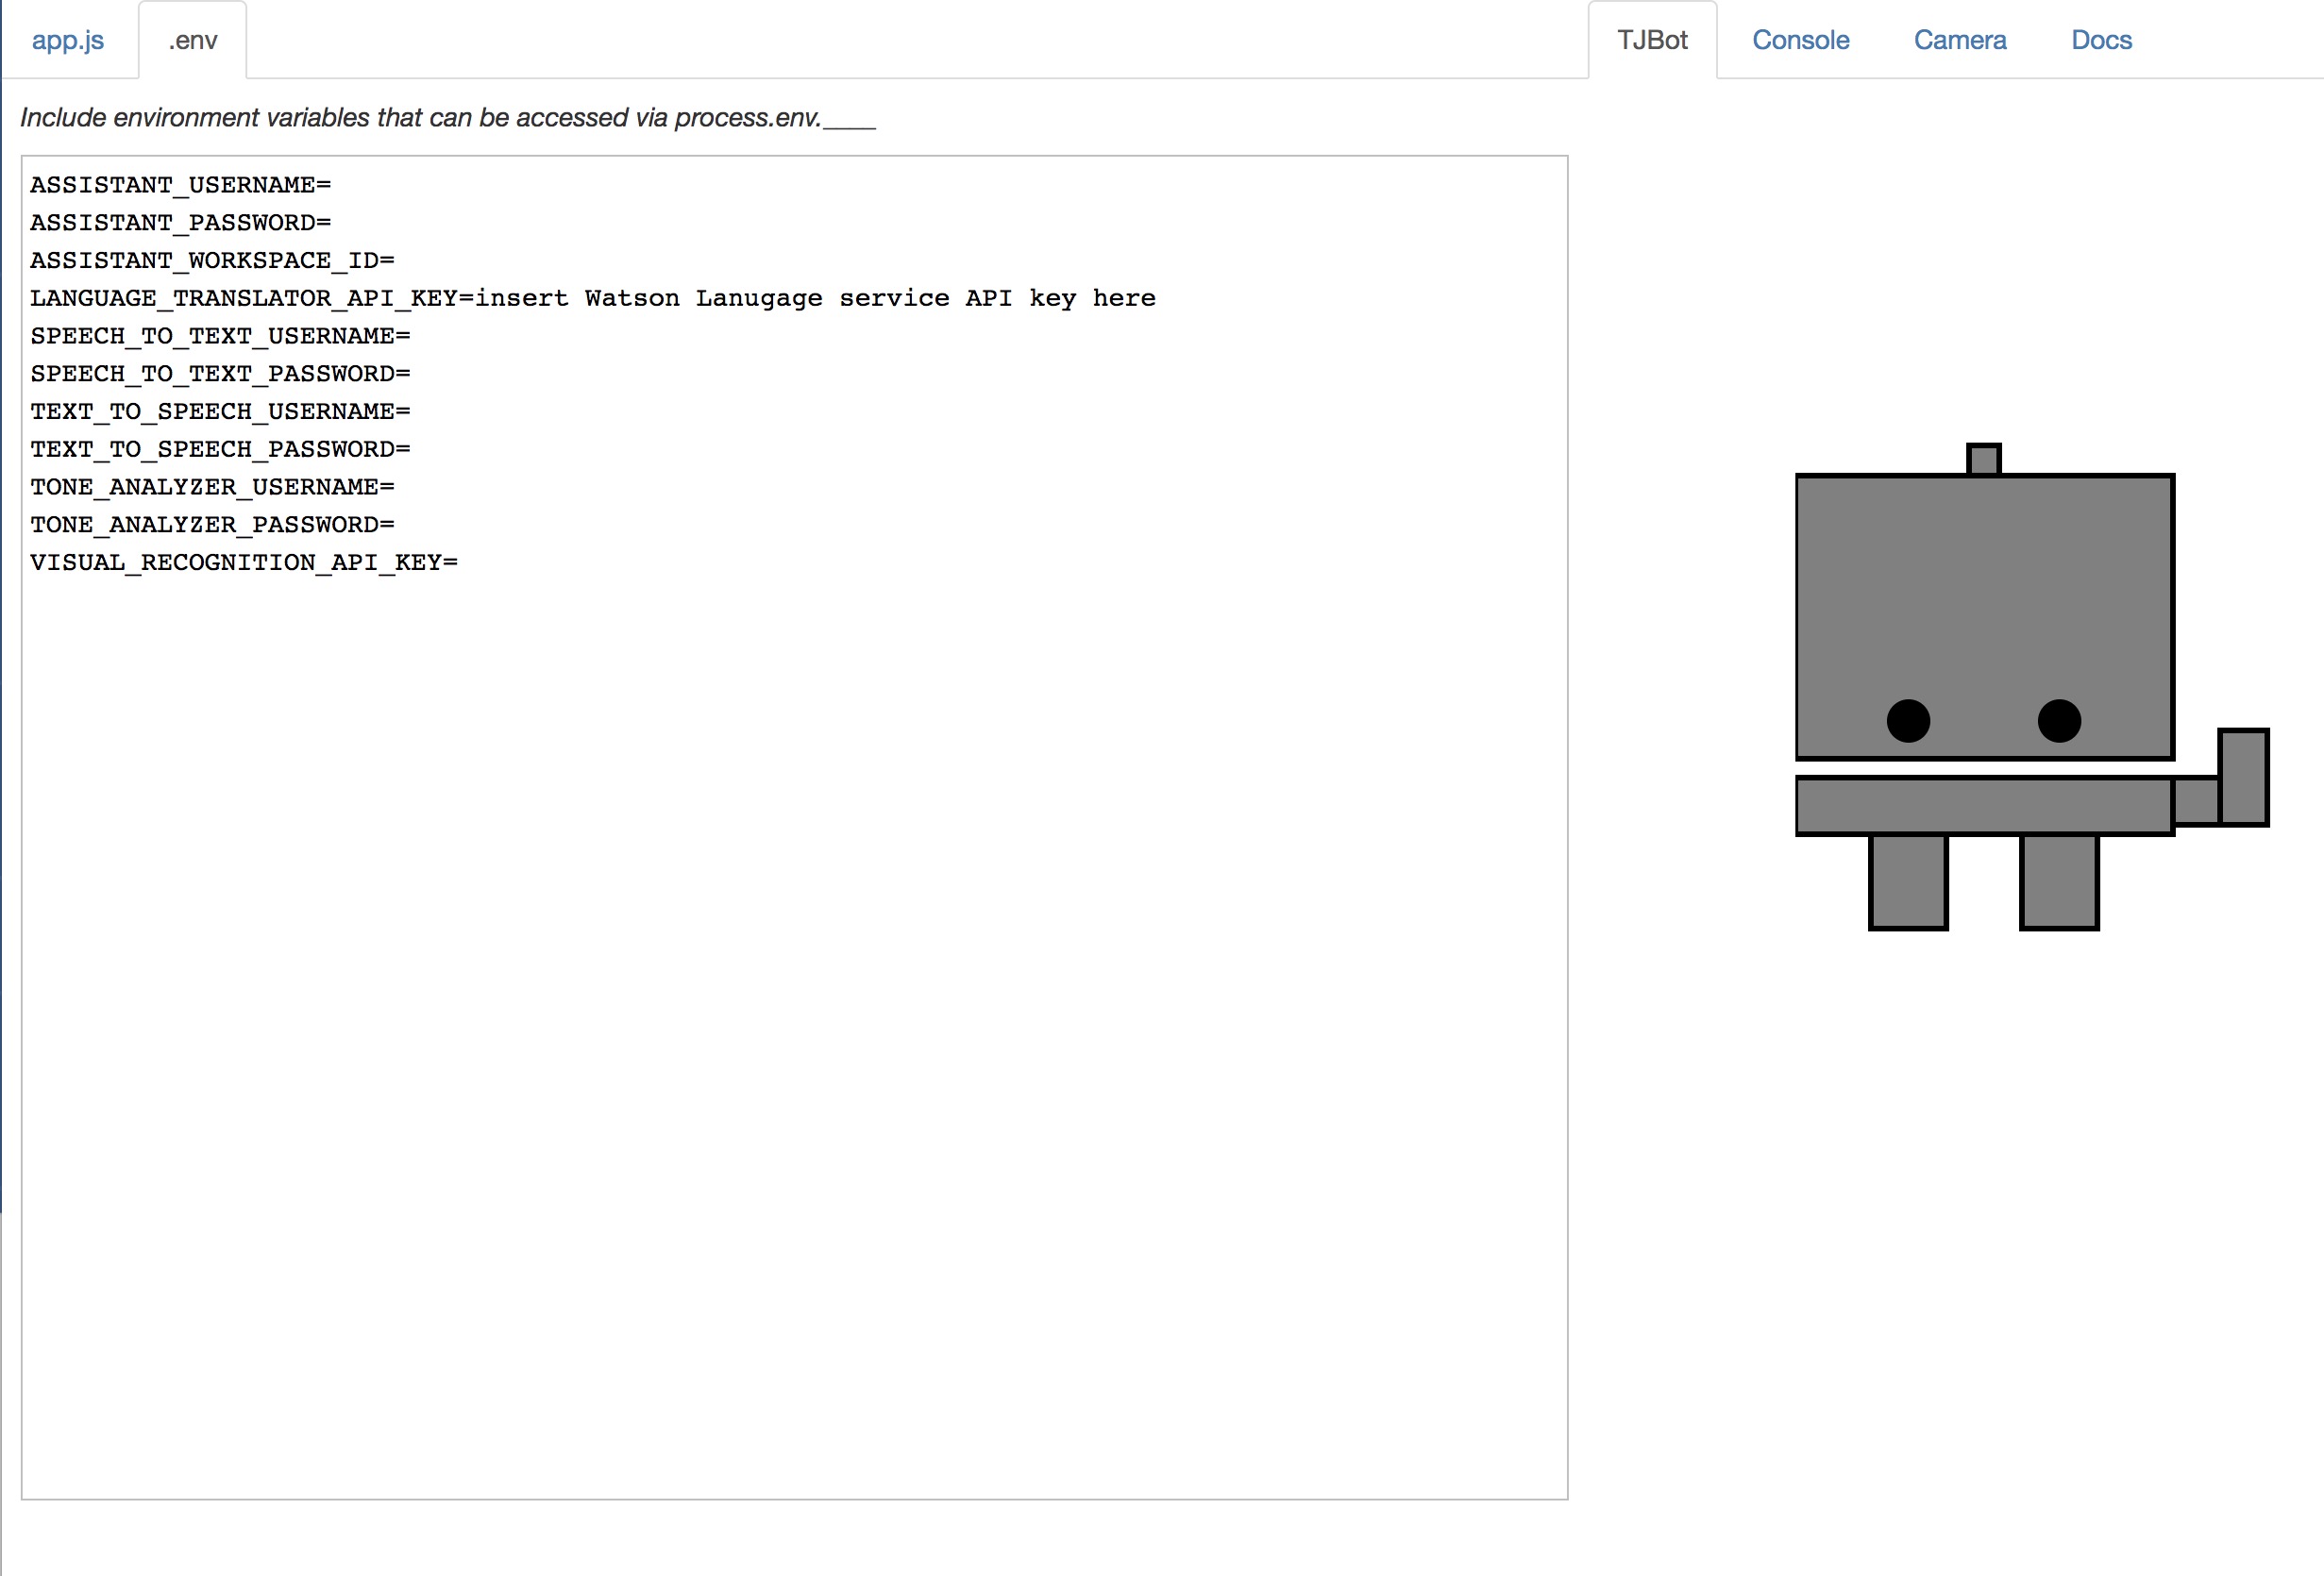 app.js .env TJBot Console Camera Docs
Include environment variables that can be accessed via process.env.____
ASSISTANT_USERNAME=
ASSISTANT_PASSWORD=
ASSISTANT_WORKSPACE_ID=
LANGUAGE_TRANSLATOR_API_KEY=insert Watson Lanugage service API key here
SPEECH_TO_TEXT_USERNAME=
SPEECH_TO_TEXT_PASSWORD=
TEXT_TO_SPEECH_USERNAME=
TEXT_TO_SPEECH_PASSWORD=
TONE_ANALYZER_USERNAME=
TONE_ANALYZER_PASSWORD=
VISUAL_RECOGNITION_API_KEY=